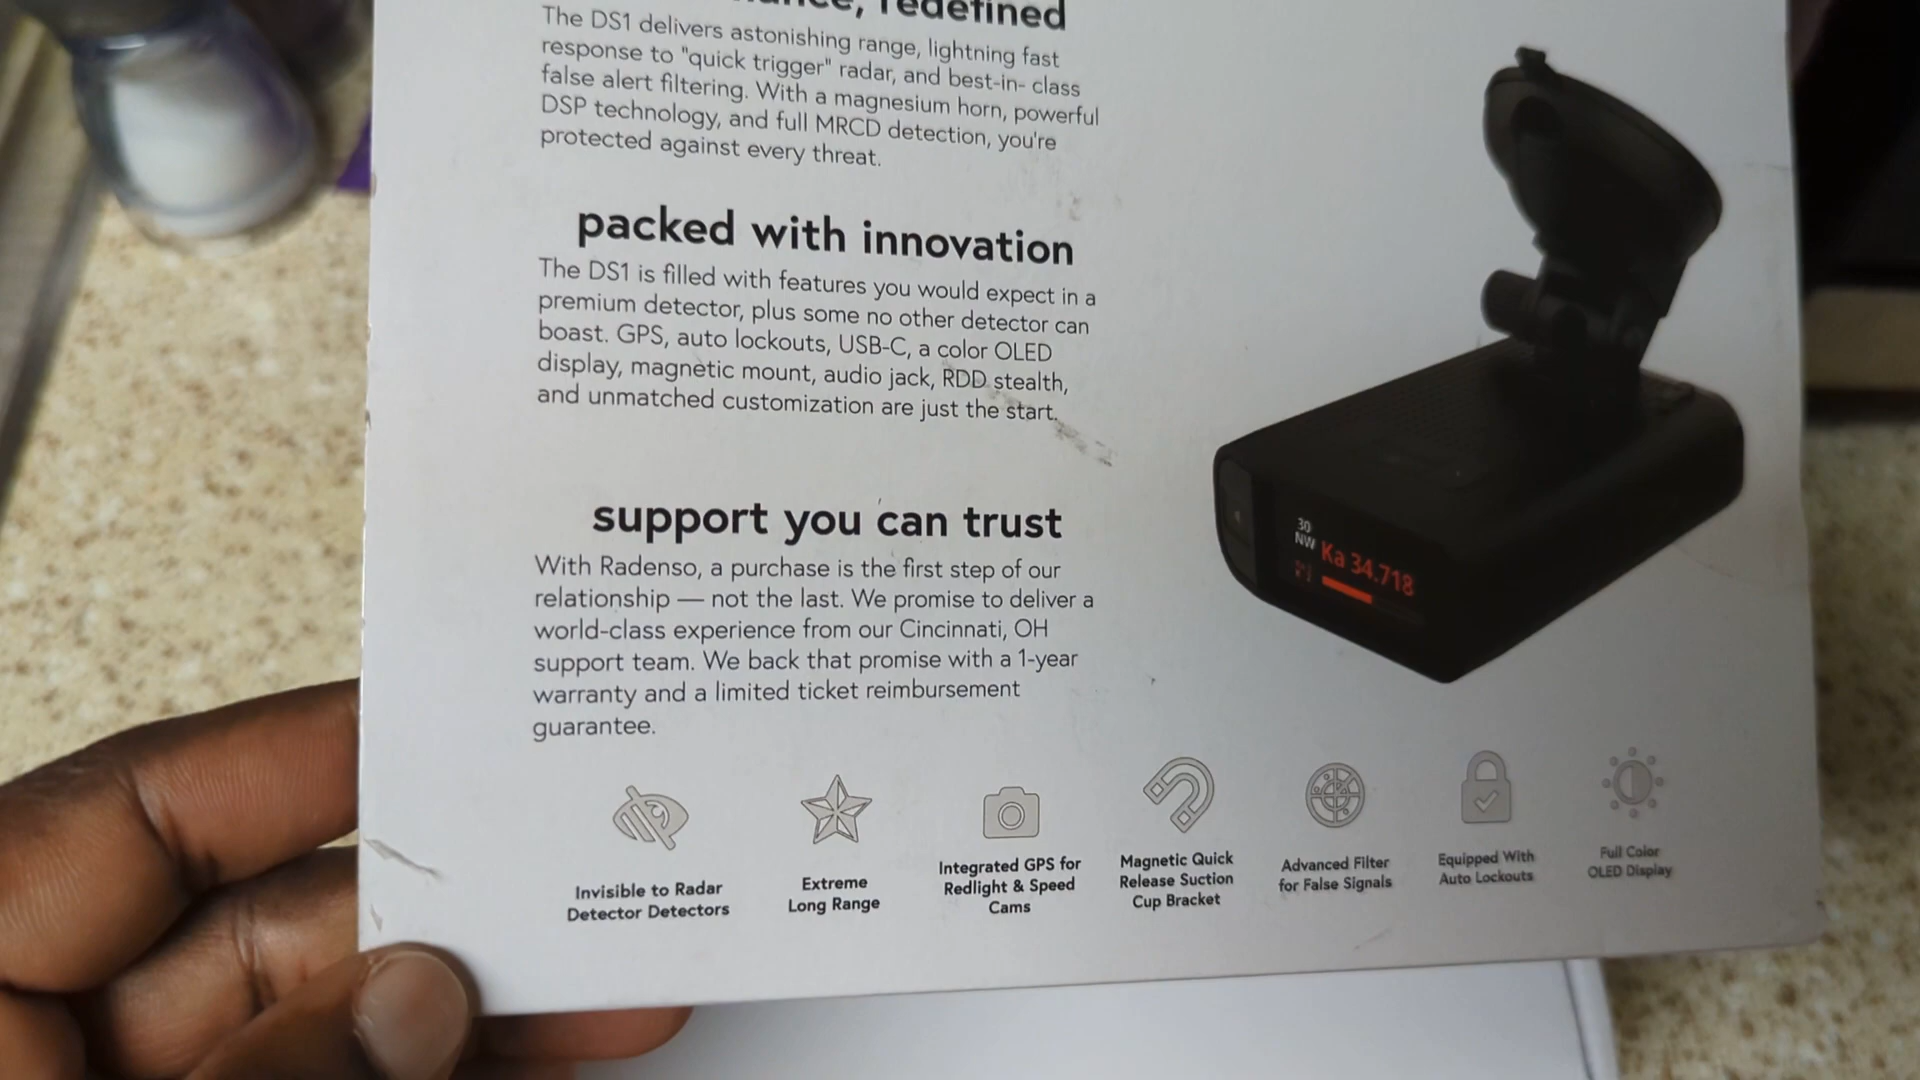 redefined
The DS1 delivers astonishing range, lightning fast
response to "quick trigger" radar, and best-in- class
false alert filtering. With a magnesium horn, powerful
DSP technology, and full MRCD detection, you're
protected against every threat.
packed with innovation
The DS1 is filled with features you would expect in a
premium detector, plus some no other detector can
boast. GPS, auto lockouts, USB-C, a color OLED
display, magnetic mount, audio jack, RDD stealth,
and unmatched customization are just the start.
support you can trust
With Radenso, a purchase is the first step of our
relationship — not the last. We promise to deliver a
world-class experience from our Cincinnati, OH
support team. We back that promise with a 1-year
warranty and a limited ticket reimbursement
guarantee.
30
NW
Ka 34.718
Invisible to Radar
Detector Detectors
Extreme
Long Range
Integrated GPS for
Redlight & Speed
Cams
Magnetic Quick
Release Suction
Cup Bracket
Advanced Filter
for False Signals
Equipped With
Auto Lockouts
Full Color
OLED Display